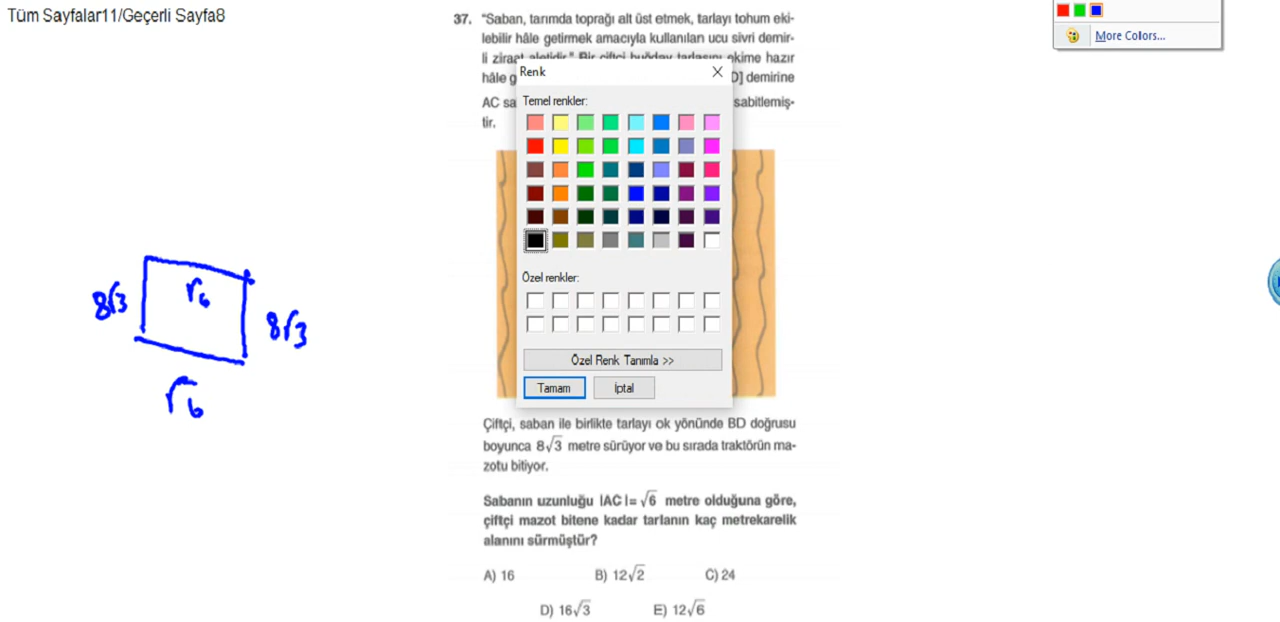 Tüm Sayfalar11/Geçerli Sayfa8
More Colors...
37. "Saban, tarımda toprağı alt üst etmek, tarlayı tohum eki-
lebilir hâle getirmek amacıyla kullanılan ucu sivri demir-
li ziraat aletidir." Bir çiftçi buğday tarlasını ekime hazır
hâle g D] demirine
AC sa sabitlemiş-
tir.
Renk
Temel renkler:
Özel renkler:
Özel Renk Tanımla >>
Tamam İptal
8√3
√6
8√3
√6
Çiftçi, saban ile birlikte tarlayı ok yönünde BD doğrusu
boyunca 8√3 metre sürüyor ve bu sırada traktörün ma-
zotu bitiyor.
Sabanın uzunluğu |AC|= √6 metre olduğuna göre,
çiftçi mazot bitene kadar tarlanın kaç metrekarelik
alanını sürmüştür?
A) 16 B) 12√2 C) 24
D) 16√3 E) 12√6